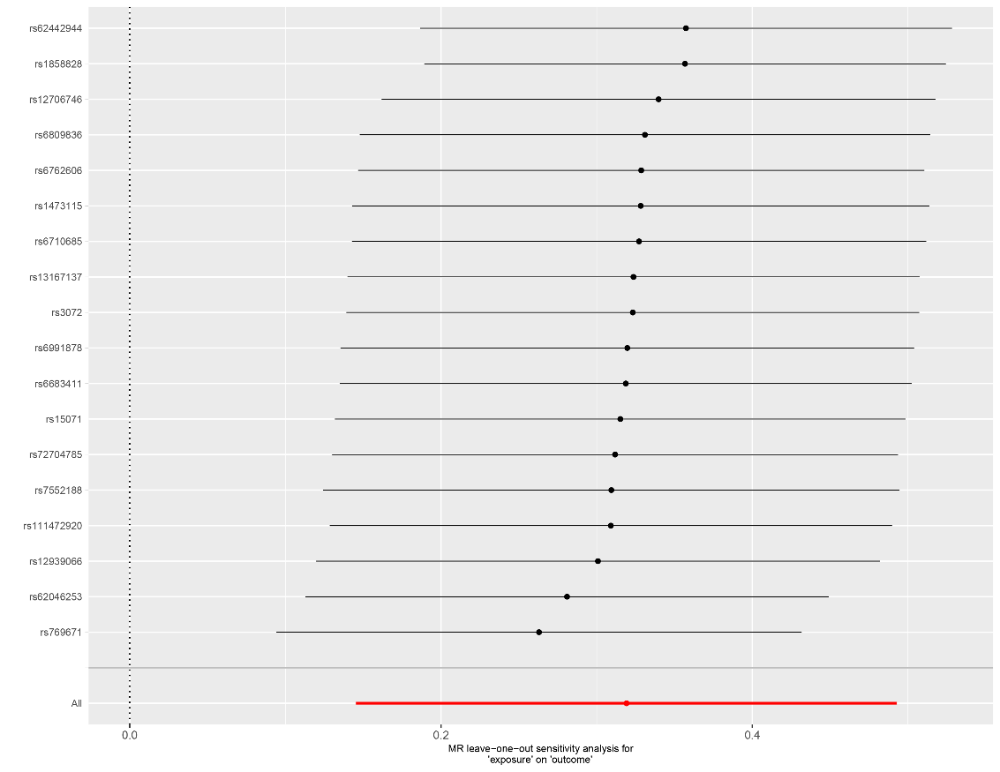 rs62442944
rs1858828
rs12706746
rs6809836
rs6762606
rs1473115
rs6710685
rs13167137
rs3072
rs6991878
rs6683411
rs15071
rs72704785
rs7552188
rs111472920
rs12939066
rs62046253
rs769671
All
0.0 0.2 0.4
MR leave−one−out sensitivity analysis for
'exposure' on 'outcome'